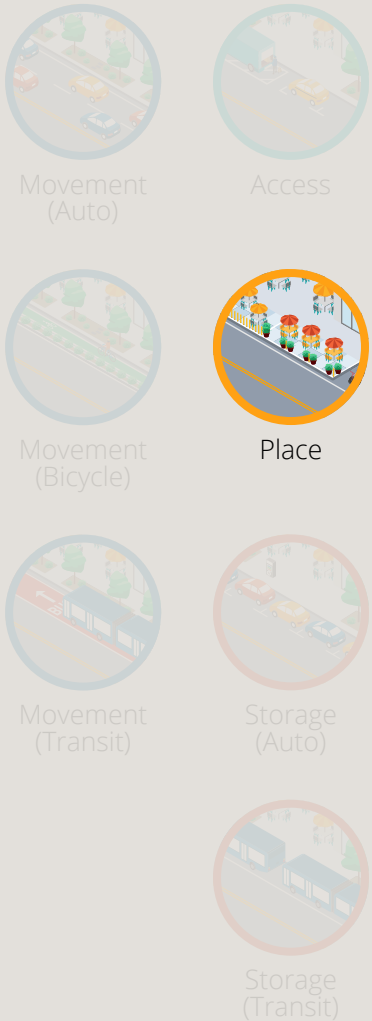 Movement
(Auto)
Access
Movement
(Bicycle)
Place
Movement
(Transit)
Storage
(Auto)
Storage
(Transit)